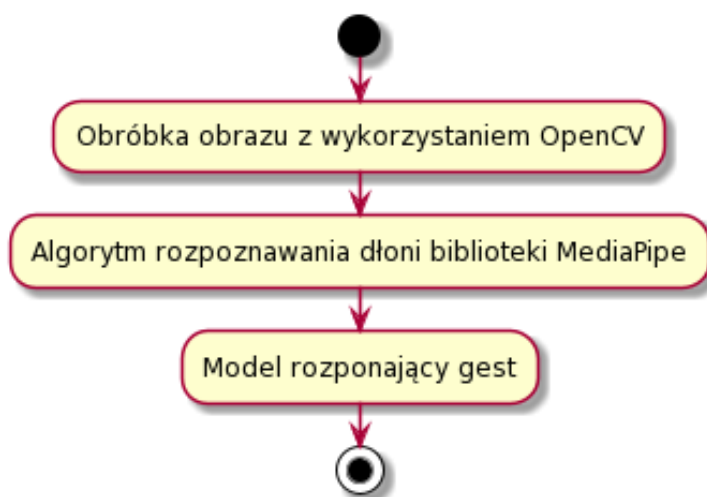 Obróbka obrazu z wykorzystaniem OpenCV
Algorytm rozpoznawania dłoni biblioteki MediaPipe
Model rozponający gest